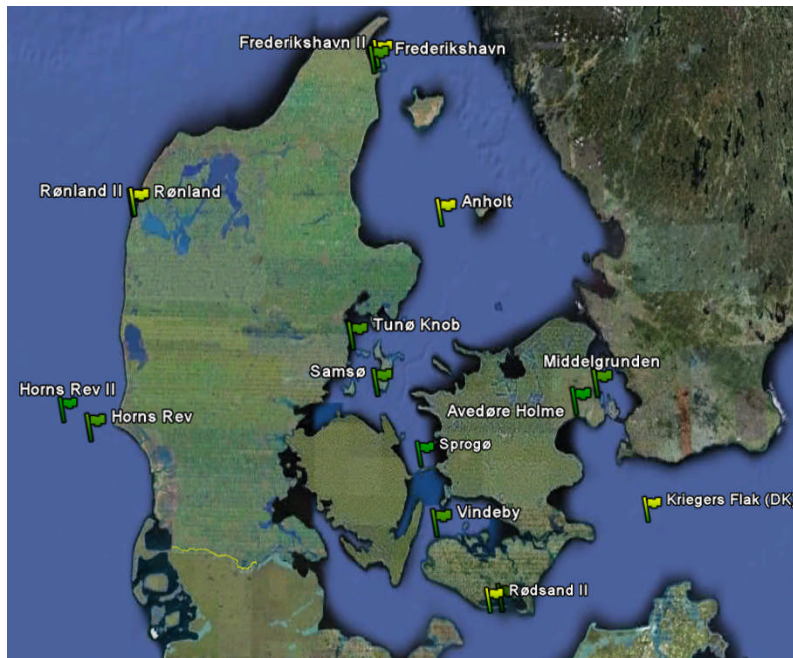 Frederikshavn II
Frederikshavn
Rønland II
Rønland
Anholt
Tunø Knob
Samsø
Middelgrunden
Horns Rev II
Avedøre Holme
Horns Rev
Sprogø
Kriegers Flak (DK)
Vindeby
Rødsand II